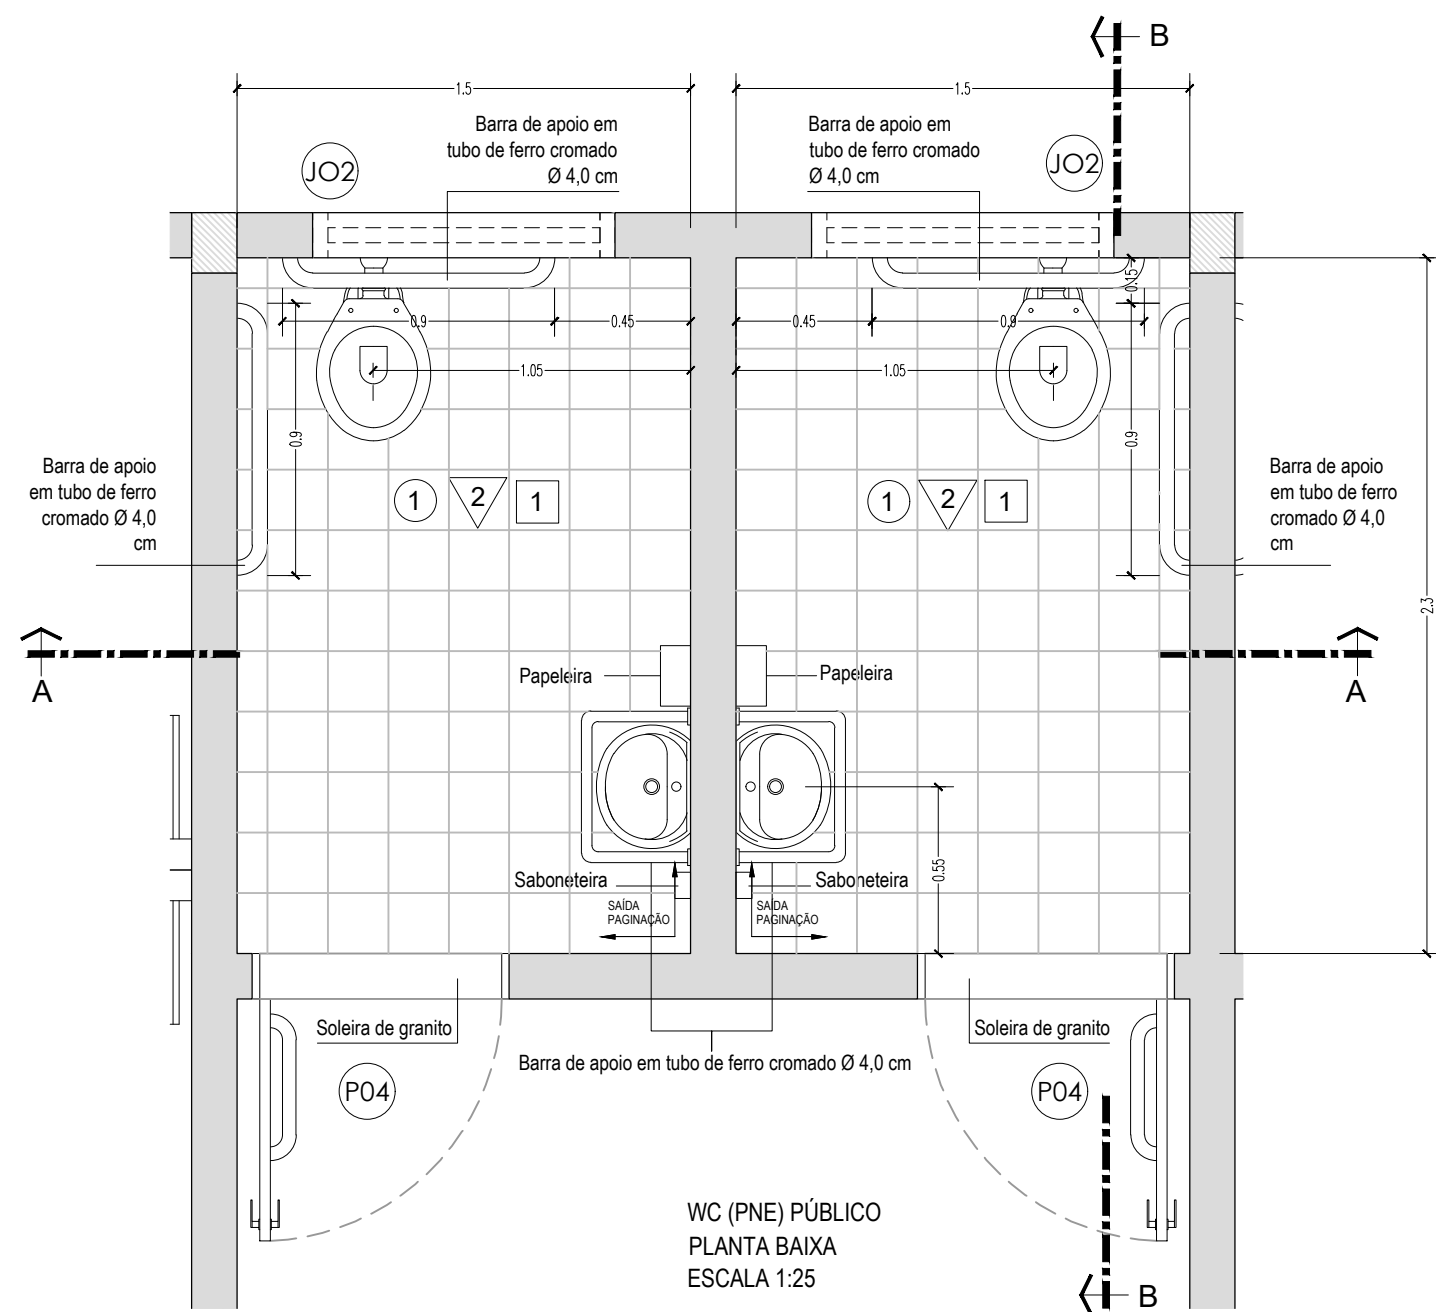 B
1.5
1.5
Barra de apoio em
tubo de ferro cromado
Ø 4,0 cm
Barra de apoio em
tubo de ferro cromado
Ø 4,0 cm
JO2
JO2
0.15
0.9
0.45
0.45
0.9
1.05
1.05
0.9
0.9
Barra de apoio
em tubo de ferro
cromado Ø 4,0
cm
Barra de apoio
em tubo de ferro
cromado Ø 4,0
cm
1
2
1
1
2
1
2.3
A
A
Papeleira
Papeleira
0.55
Saboneteira
Saboneteira
SAÍDA
PAGINAÇÃO
SAÍDA
PAGINAÇÃO
Soleira de granito
Soleira de granito
Barra de apoio em tubo de ferro cromado Ø 4,0 cm
P04
P04
WC (PNE) PÚBLICO
PLANTA BAIXA
ESCALA 1:25
B